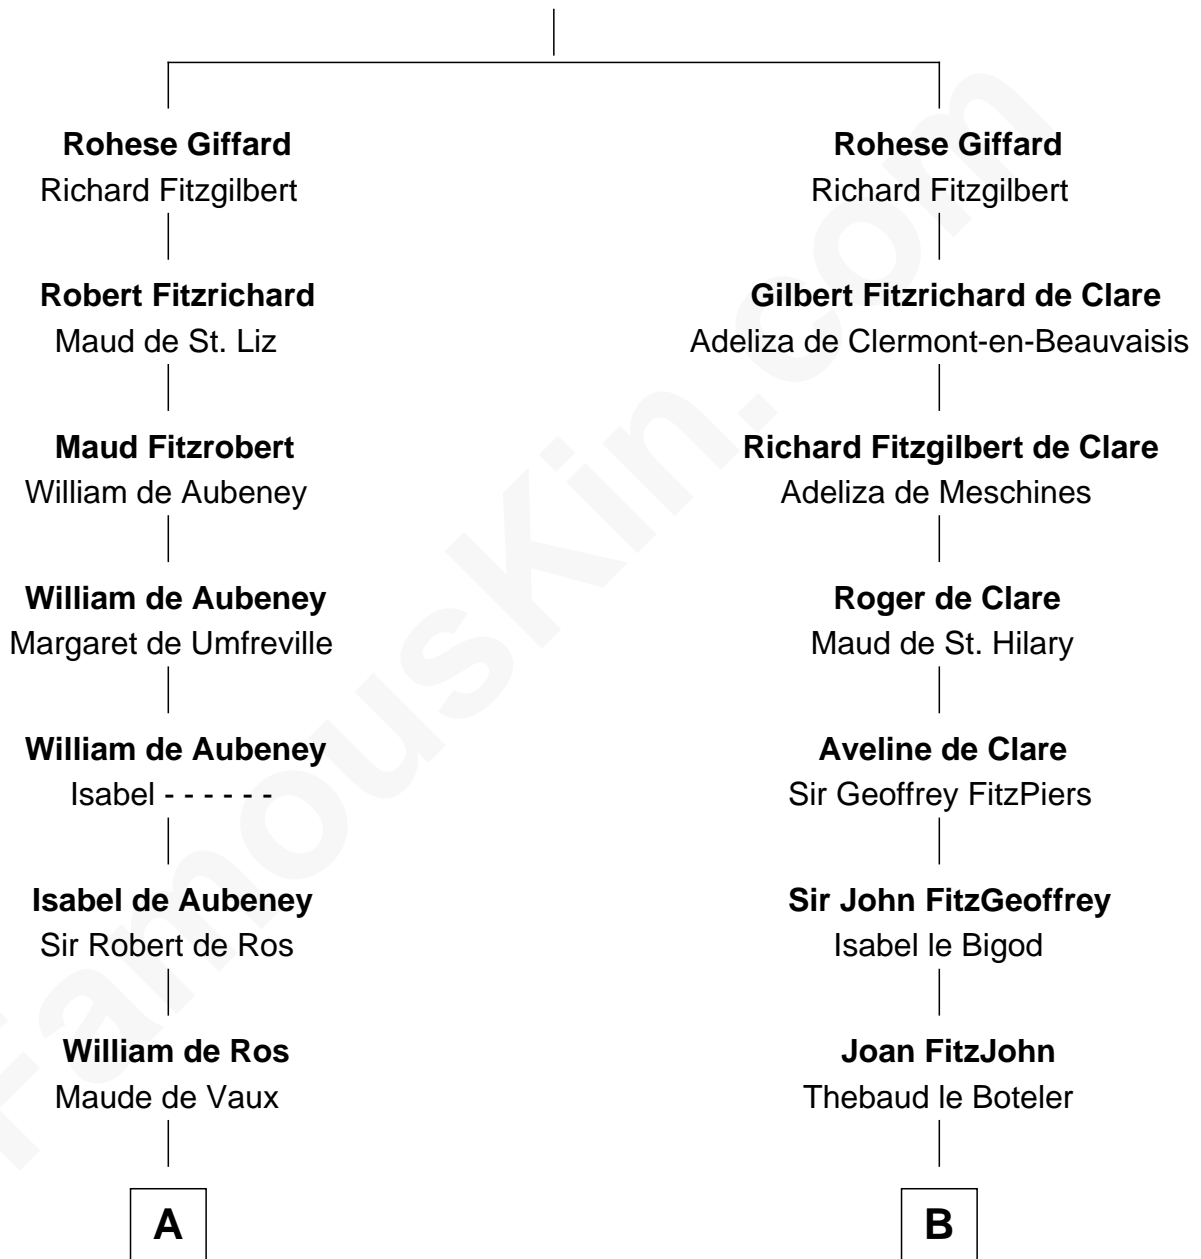 Rohese Giffard
Richard Fitzgilbert
Robert Fitzrichard
Maud de St. Liz
Maud Fitzrobert
William de Aubeney
William de Aubeney
Margaret de Umfreville
William de Aubeney
Isabel - - - - - -
Isabel de Aubeney
Sir Robert de Ros
William de Ros
Maude de Vaux
A
Rohese Giffard
Richard Fitzgilbert
Gilbert Fitzrichard de Clare
Adeliza de Clermont-en-Beauvaisis
Richard Fitzgilbert de Clare
Adeliza de Meschines
Roger de Clare
Maud de St. Hilary
Aveline de Clare
Sir Geoffrey FitzPiers
Sir John FitzGeoffrey
Isabel le Bigod
Joan FitzJohn
Thebaud le Boteler
B
FamousKin.com